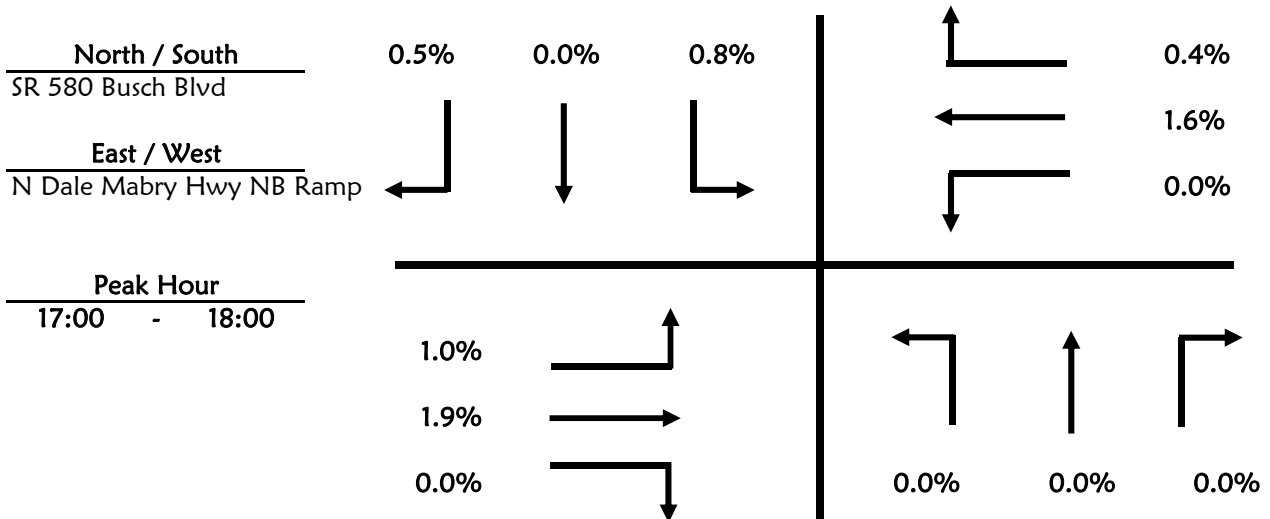 North / South
SR 580 Busch Blvd
East / West
N Dale Mabry Hwy NB Ramp
Peak Hour
17:00 - 18:00
0.5% 0.0% 0.8%
0.4%
1.6%
0.0%
1.0%
1.9%
0.0%
0.0% 0.0% 0.0%